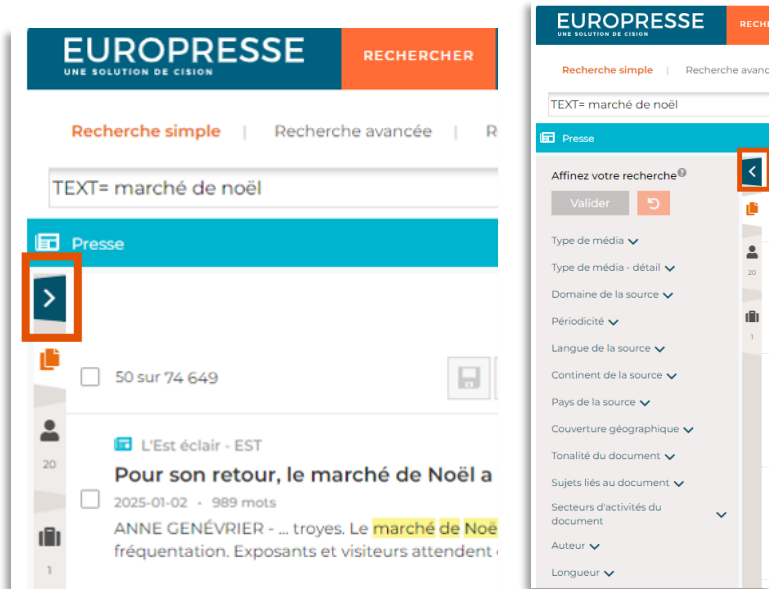 EUROPRESSE
UNE SOLUTION DE CISION
RECHERCHER
Recherche simple | Recherche avancée | R
TEXT= marché de noël
Presse
50 sur 74 649
20
L'Est éclair - EST
Pour son retour, le marché de Noël a
2025-01-02 - 989 mots
ANNE GENÉVRIER - ... troyes. Le marché de Noë
fréquentation. Exposants et visiteurs attendent
1
EUROPRESSE
UNE SOLUTION DE CISION
RECH
Recherche simple | Recherche avanc
TEXT= marché de noël
Presse
Affinez votre recherche
Valider
Type de média
Type de média - détail
20
Domaine de la source
Périodicité
1
Langue de la source
Continent de la source
Pays de la source
Couverture géographique
Tonalité du document
Sujets liés au document
Secteurs d'activités du
document
Auteur
Longueur